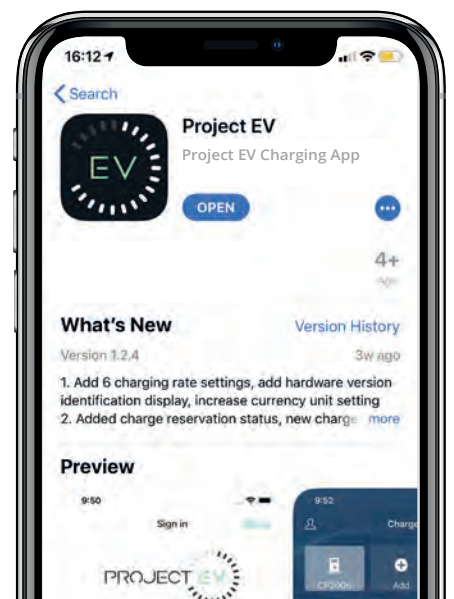 16:12
Search
EV
Project EV
Project EV Charging App
OPEN
4+
Age
What's New
Version History
Version 1.2.4
3w ago
1. Add 6 charging rate settings, add hardware version
identification display, increase currency unit setting
2. Added charge reservation status, new charge
more
Preview
9:50
Sign in
PROJECT EV
9:52
Charge
Add